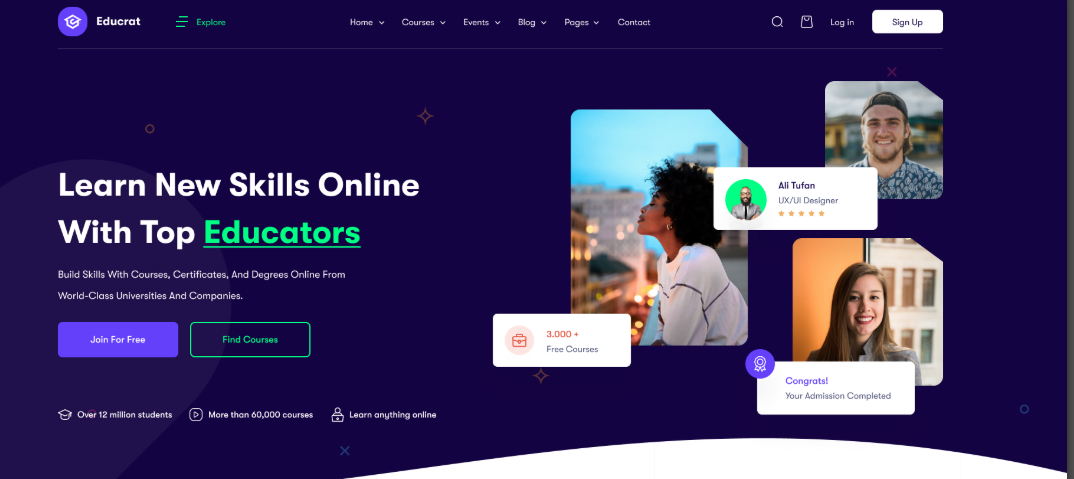 Educrat
Explore
Home
Courses
Events
Blog
Pages
Contact
Log in
Sign Up
Learn New Skills Online
With Top Educators
Build Skills With Courses, Certificates, And Degrees Online From
World-Class Universities And Companies.
Join For Free
Find Courses
Over 12 million students
More than 60,000 courses
Learn anything online
Ali Tufan
UX/UI Designer
3.000 +
Free Courses
Congrats!
Your Admission Completed